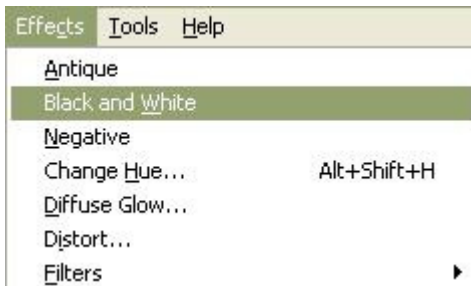 Effects Tools Help
Antique
Black and White
Negative
Change Hue... Alt+Shift+H
Diffuse Glow...
Distort...
Filters